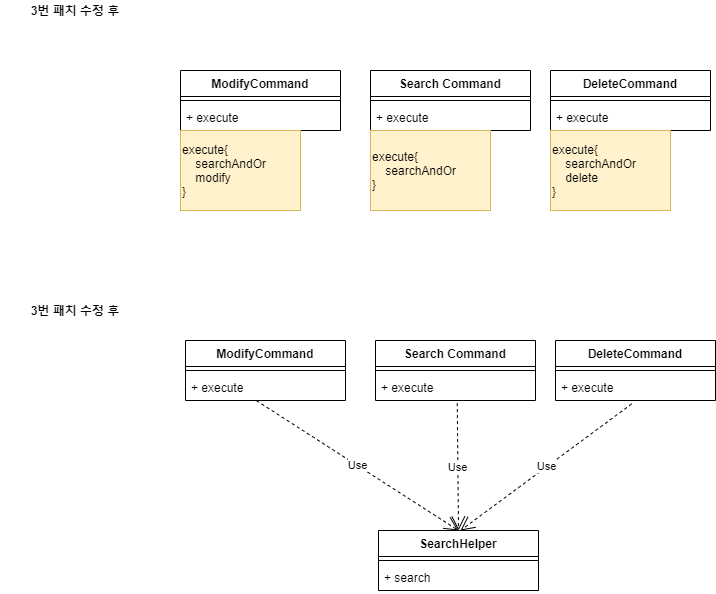 3번 패치 수정 후
ModifyCommand
+ execute
execute{
searchAndOr
modify
}
Search Command
+ execute
execute{
searchAndOr
}
DeleteCommand
+ execute
execute{
searchAndOr
delete
}
3번 패치 수정 후
ModifyCommand
+ execute
Search Command
+ execute
DeleteCommand
+ execute
Use
Use
Use
SearchHelper
+ search